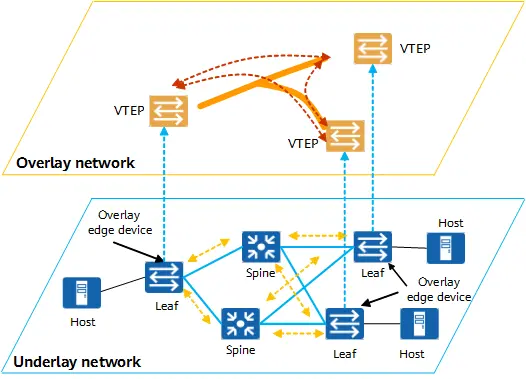 VTEP
VTEP
VTEP
Overlay network
Overlay
edge device
Host
Spine
Leaf
Overlay
edge device
Leaf
Host
Spine
Leaf
Host
Underlay network